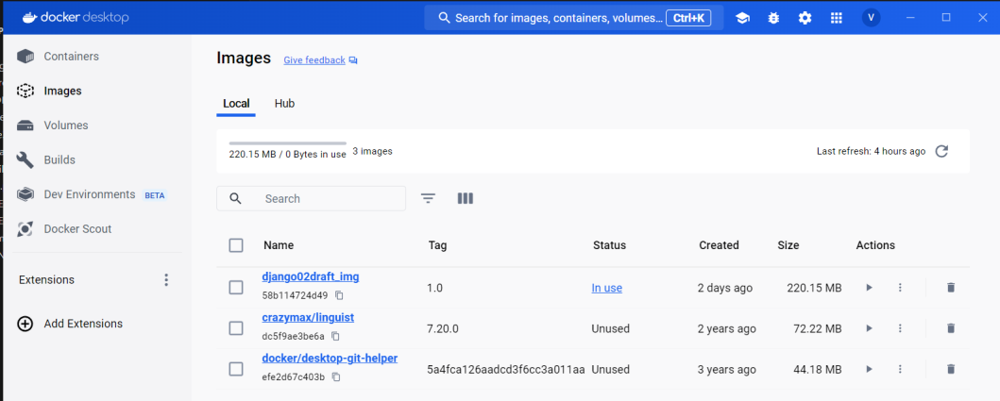 docker desktop
Search for images, containers, volumes... Ctrl+K
V
Containers
Images
Volumes
Builds
Dev Environments BETA
Docker Scout
Extensions
Add Extensions
Images Give feedback
Local Hub
220.15 MB / 0 Bytes in use 3 images
Last refresh: 4 hours ago
Search
Name Tag Status Created Size Actions
django02draft_img
58b114724d49
1.0 In use 2 days ago 220.15 MB
crazymax/linguist
dc5f9ae3be6a
7.20.0 Unused 2 years ago 72.22 MB
docker/desktop-git-helper
efe2d67c403b
5a4fca126aadcd3f6cc3a011aa Unused 3 years ago 44.18 MB